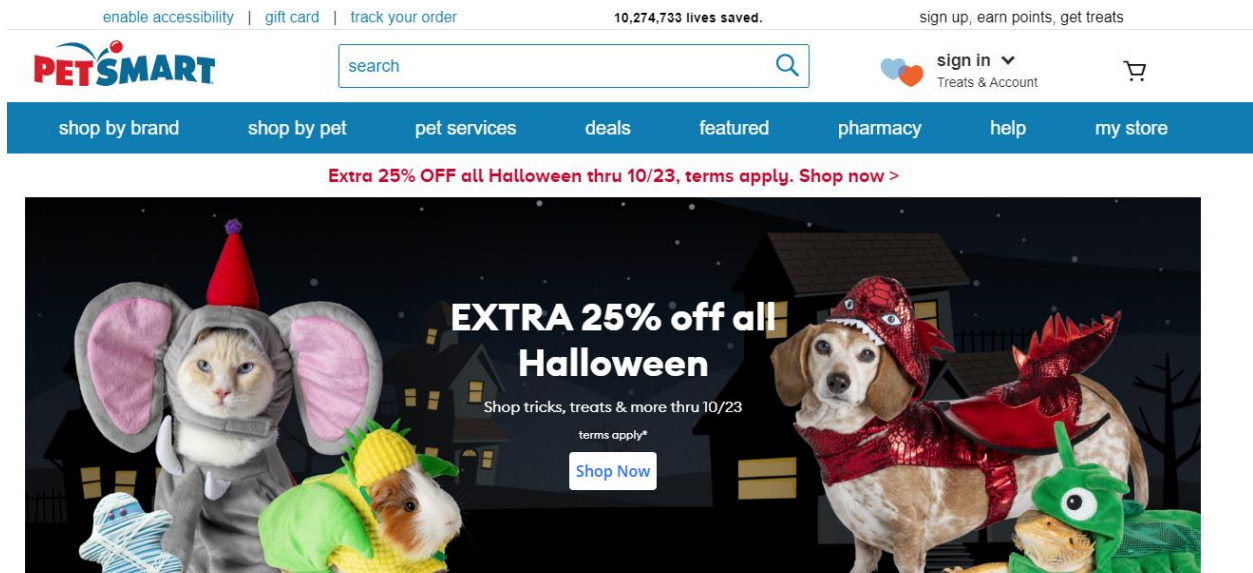 enable accessibility | gift card | track your order
10,274,733 lives saved.
sign up, earn points, get treats
PETSMART
search
sign in
Treats & Account
shop by brand
shop by pet
pet services
deals
featured
pharmacy
help
my store
Extra 25% OFF all Halloween thru 10/23, terms apply. Shop now >
EXTRA 25% off all
Halloween
Shop tricks, treats & more thru 10/23
terms apply*
Shop Now